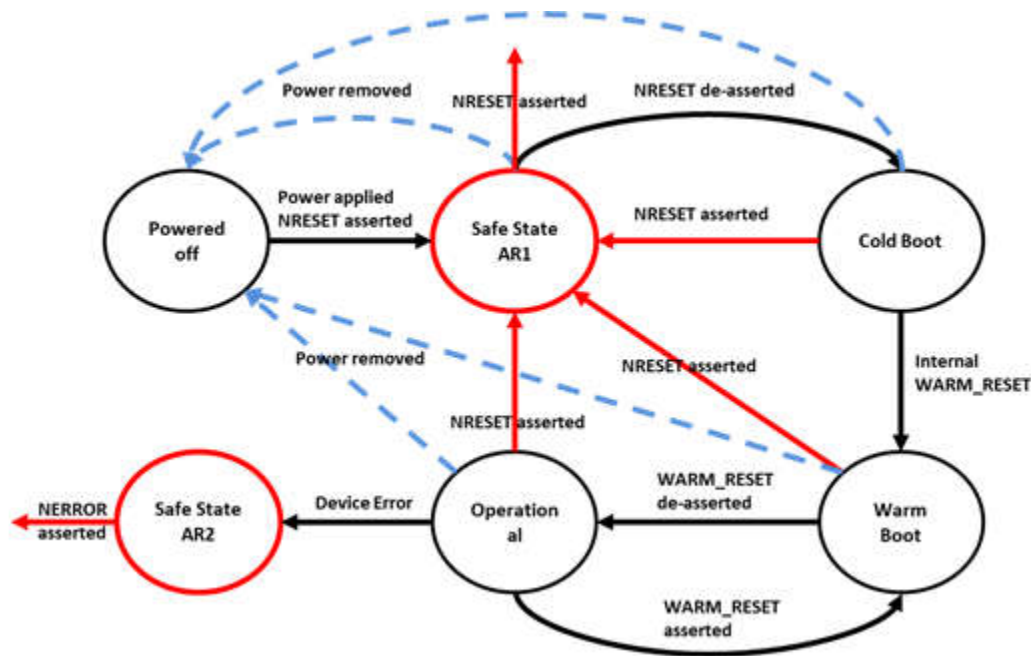 Power removed
NRESET asserted
NRESET de-asserted
Powered
off
Power applied
NRESET asserted
Safe State
AR1
NRESET asserted
Cold Boot
Power removed
NRESET asserted
Internal
WARM_RESET
NRESET asserted
NERROR
asserted
Safe State
AR2
Device Error
Operation
al
WARM_RESET
de-asserted
Warm
Boot
WARM_RESET
asserted